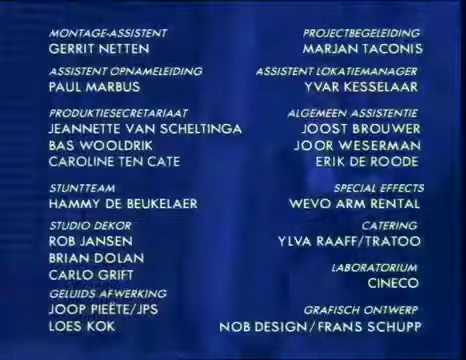 MONTAGE-ASSISTENT
GERRIT NETTEN
ASSISTENT OPNAMELEIDING
PAUL MARBUS
PRODUKTIESECRETARIAAT
JEANNETTE VAN SCHELTINGA
BAS WOOLDRIK
CAROLINE TEN CATE
STUNTTEAM
HAMMY DE BEUKELAER
STUDIO DEKOR
ROB JANSEN
BRIAN DOLAN
CARLO GRIFT
GELUIDS AFWERKING
JOOP PIEËTE/JPS
LOES KOK
PROJECTBEGELEIDING
MARJAN TACONIS
ASSISTENT LOKATIEMANAGER
YVAR KESSELAAR
ALGEMEEN ASSISTENTIE
JOOST BROUWER
JOOR WESERMAN
ERIK DE ROODE
SPECIAL EFFECTS
WEVO ARM RENTAL
CATERING
YLVA RAAFF/TRATOO
LABORATORIUM
CINECO
GRAFISCH ONTWERP
NOB DESIGN/FRANS SCHUPP